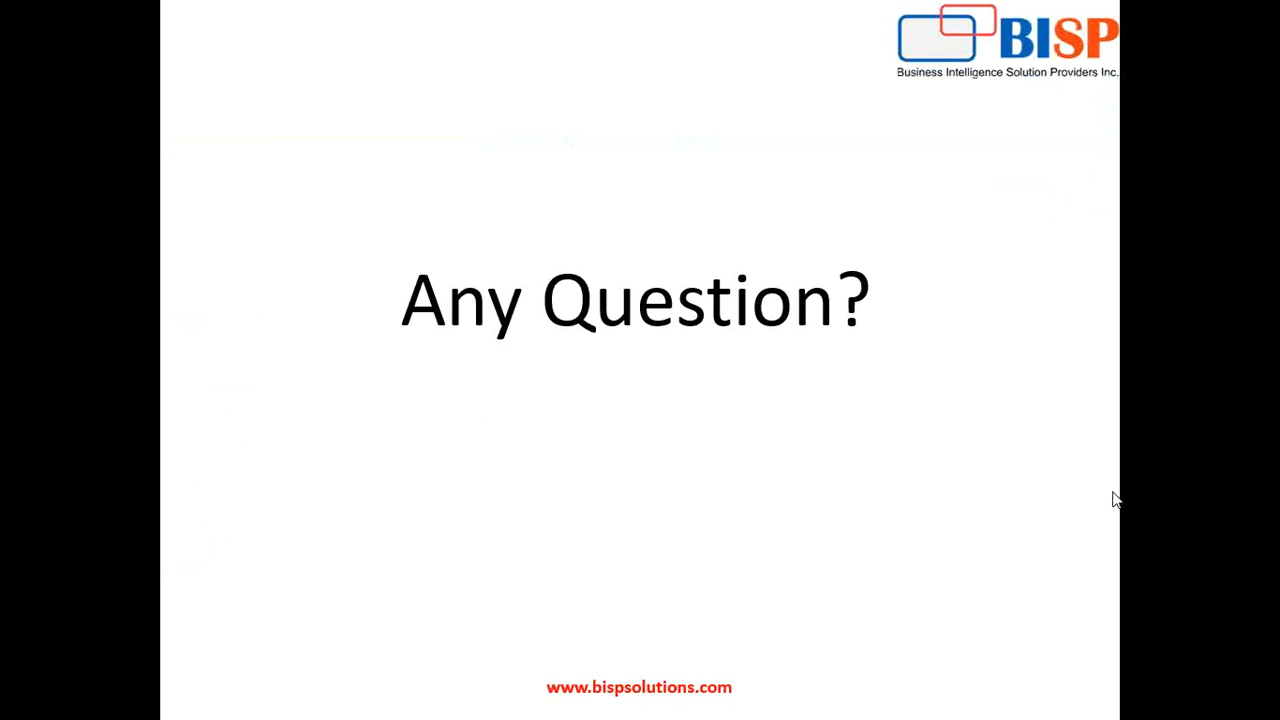 BISP
Business Intelligence Solution Providers Inc.
Any Question?
www.bispsolutions.com